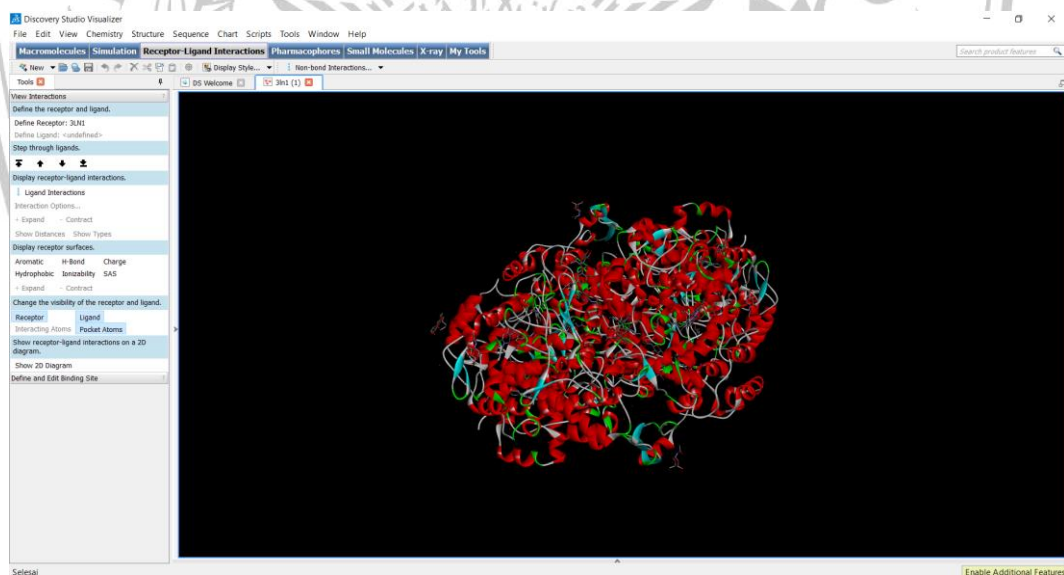 Discovery Studio Visualizer
File Edit View Chemistry Structure Sequence Chart Scripts Tools Window Help
Macromolecules Simulation Receptor-Ligand Interactions Pharmacophores Small Molecules X-ray My Tools
Search product features
New Display Style... Non-bond Interactions...
Tools DS Welcome 3ln1 (1)
View Interactions
Define the receptor and ligand.
Define Receptor: 3LN1
Define Ligand: <undefined>
Step through ligands.
Display receptor-ligand interactions.
Ligand Interactions
Interaction Options...
+ Expand - Contract
Show Distances Show Types
Display receptor surfaces.
Aromatic H-Bond Charge
Hydrophobic Ionizability SAS
+ Expand - Contract
Change the visibility of the receptor and ligand.
Receptor Ligand
Interacting Atoms Pocket Atoms
Show receptor-ligand interactions on a 2D
diagram.
Show 2D Diagram
Define and Edit Binding Site
Selesai
Enable Additional Features